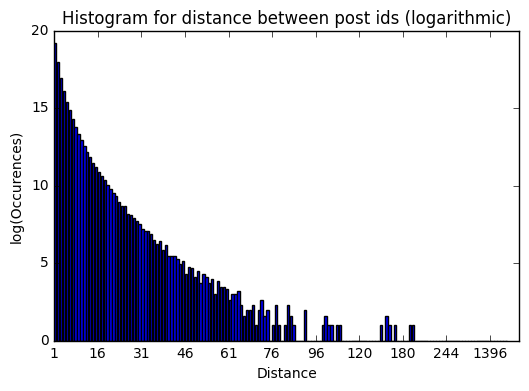 Histogram for distance between post ids (logarithmic)
20
15
10
5
0
log(Occurences)
1 16 31 46 61 76 96 120 180 244 1396
Distance